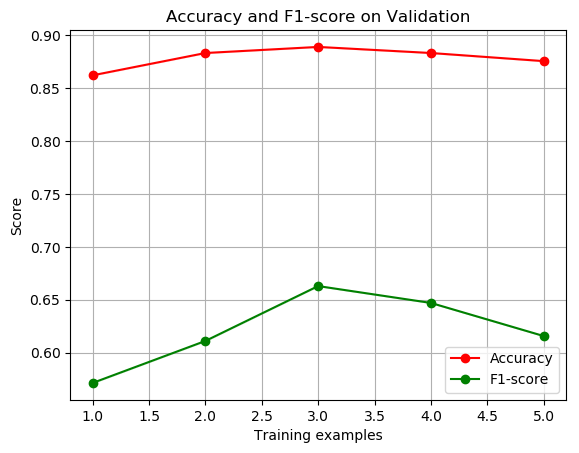 Accuracy and F1-score on Validation
0.90
0.85
0.80
0.75
0.70
0.65
0.60
Score
Accuracy
F1-score
1.0 1.5 2.0 2.5 3.0 3.5 4.0 4.5 5.0
Training examples